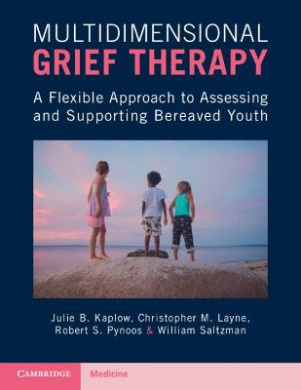 MULTIDIMENSIONAL
GRIEF THERAPY
A Flexible Approach to Assessing
and Supporting Bereaved Youth
Julie B. Kaplow, Christopher M. Layne,
Robert S. Pynoos & William Saltzman
CAMBRIDGE Medicine